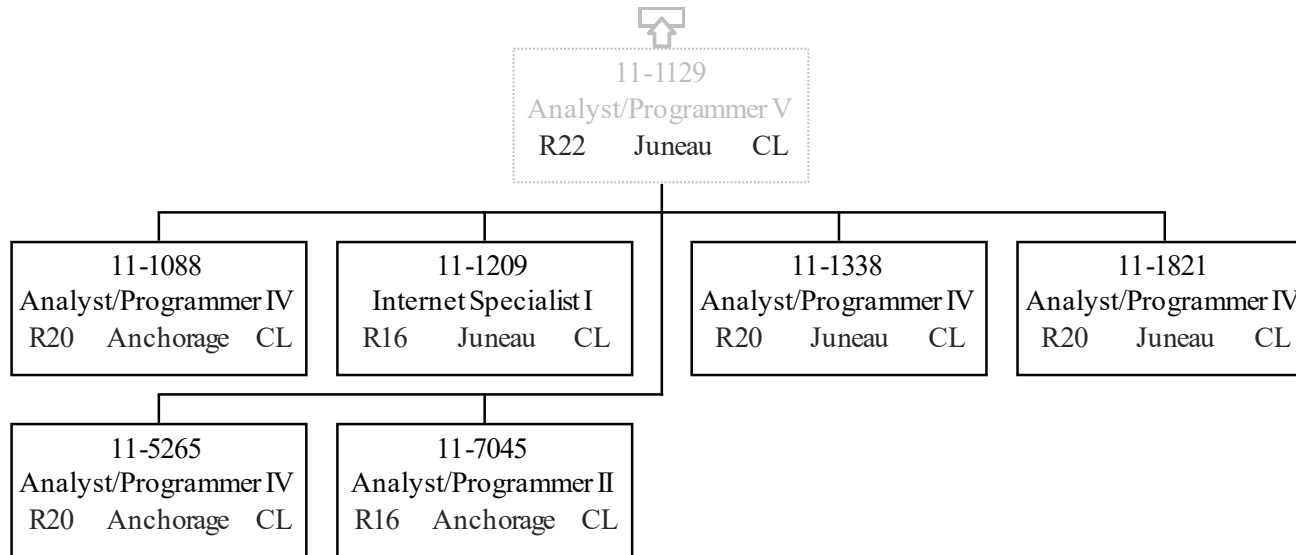 11-1129
Analyst/Programmer V
R22 Juneau CL
11-1088
Analyst/Programmer IV
R20 Anchorage CL
11-1209
Internet Specialist I
R16 Juneau CL
11-1338
Analyst/Programmer IV
R20 Juneau CL
11-1821
Analyst/Programmer IV
R20 Juneau CL
11-5265
Analyst/Programmer IV
R20 Anchorage CL
11-7045
Analyst/Programmer II
R16 Anchorage CL